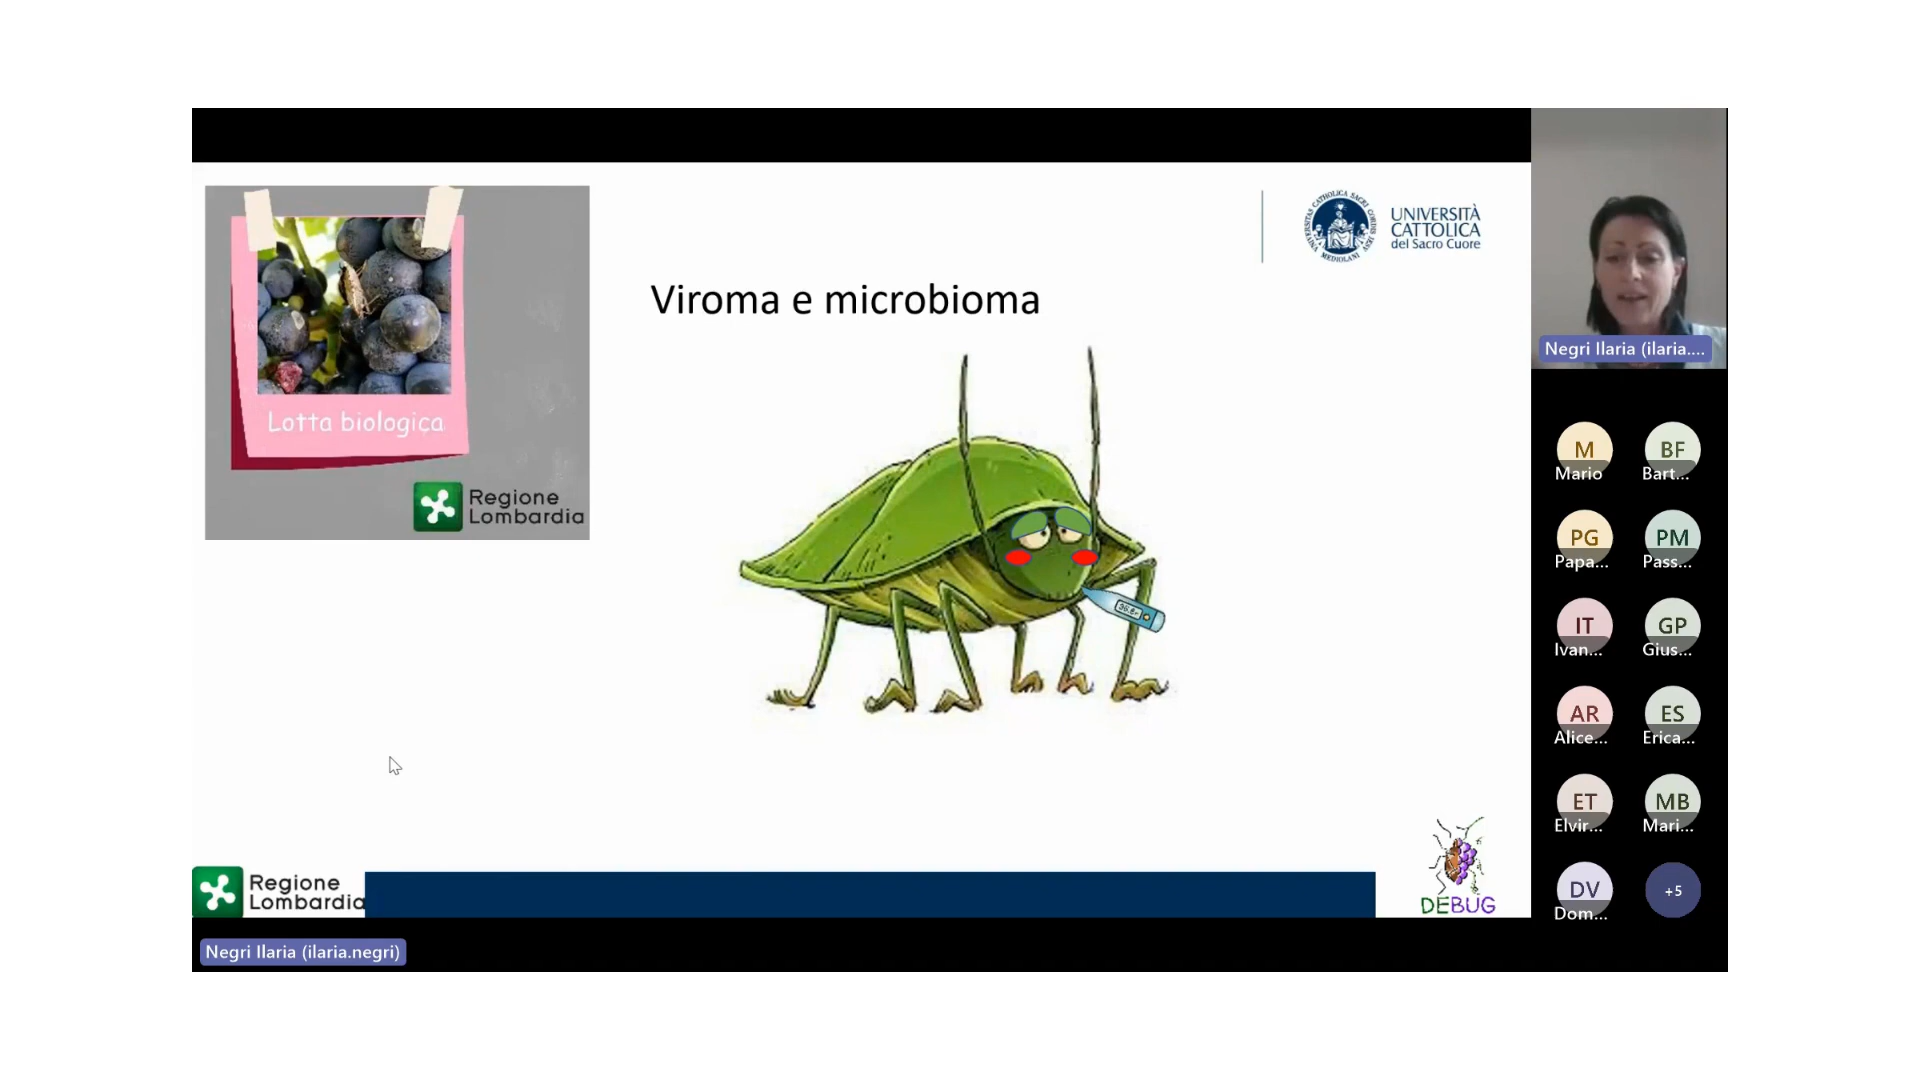 Lotta biologica
Regione
Lombardia
UNIVERSITÀ
CATTOLICA
del Sacro Cuore
Viroma e microbioma
Regione
Lombardia
DEBUG
Negri Ilaria (ilaria.negri)
Negri Ilaria (ilaria....
M
Mario
BF
Bart...
PG
Papa...
PM
Pass...
IT
Ivan...
GP
Gius...
AR
Alice...
ES
Erica...
ET
Elvir...
MB
Mari...
DV
Dom...
+5